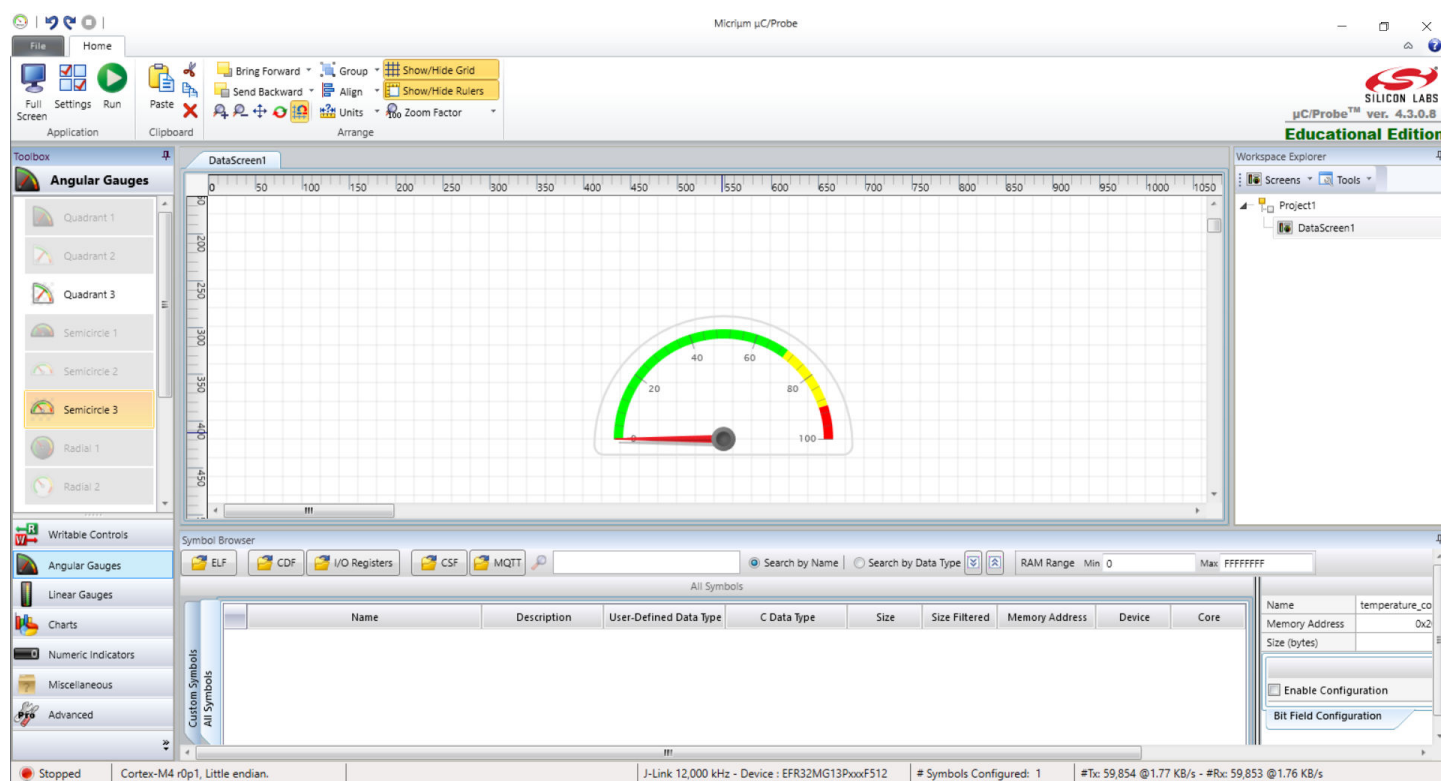 Micriµm µC/Probe
File Home
Full Screen
Settings
Run
Application
Paste
Clipboard
Bring Forward
Group
Show/Hide Grid
Send Backward
Align
Show/Hide Rulers
Units
100 Zoom Factor
Arrange
SILICON LABS
µC/Probe™ ver. 4.3.0.8
Educational Edition
Toolbox
Angular Gauges
Quadrant 1
Quadrant 2
Quadrant 3
Semicircle 1
Semicircle 2
Semicircle 3
Radial 1
Radial 2
Writable Controls
Angular Gauges
Linear Gauges
Charts
Numeric Indicators
Miscellaneous
Pro Advanced
DataScreen1
0 50 100 150 200 250 300 350 400 450 500 550 600 650 700 750 800 850 900 950 1000 1050
200
250
300
350
400
450
0 20 40 60 80 100
Workspace Explorer
Screens Tools
Project1
DataScreen1
Symbol Browser
ELF CDF I/O Registers CSF MQTT Search by Name Search by Data Type RAM Range Min 0 Max FFFFFFFF
All Symbols
Name Description User-Defined Data Type C Data Type Size Size Filtered Memory Address Device Core
Custom Symbols
All Symbols
Name temperature_co
Memory Address 0x2
Size (bytes)
Enable Configuration
Bit Field Configuration
Stopped Cortex-M4 r0p1, Little endian. J-Link 12,000 kHz - Device : EFR32MG13PxxxF512 # Symbols Configured: 1 #Tx: 59,854 @1.77 KB/s - #Rx: 59,853 @1.76 KB/s